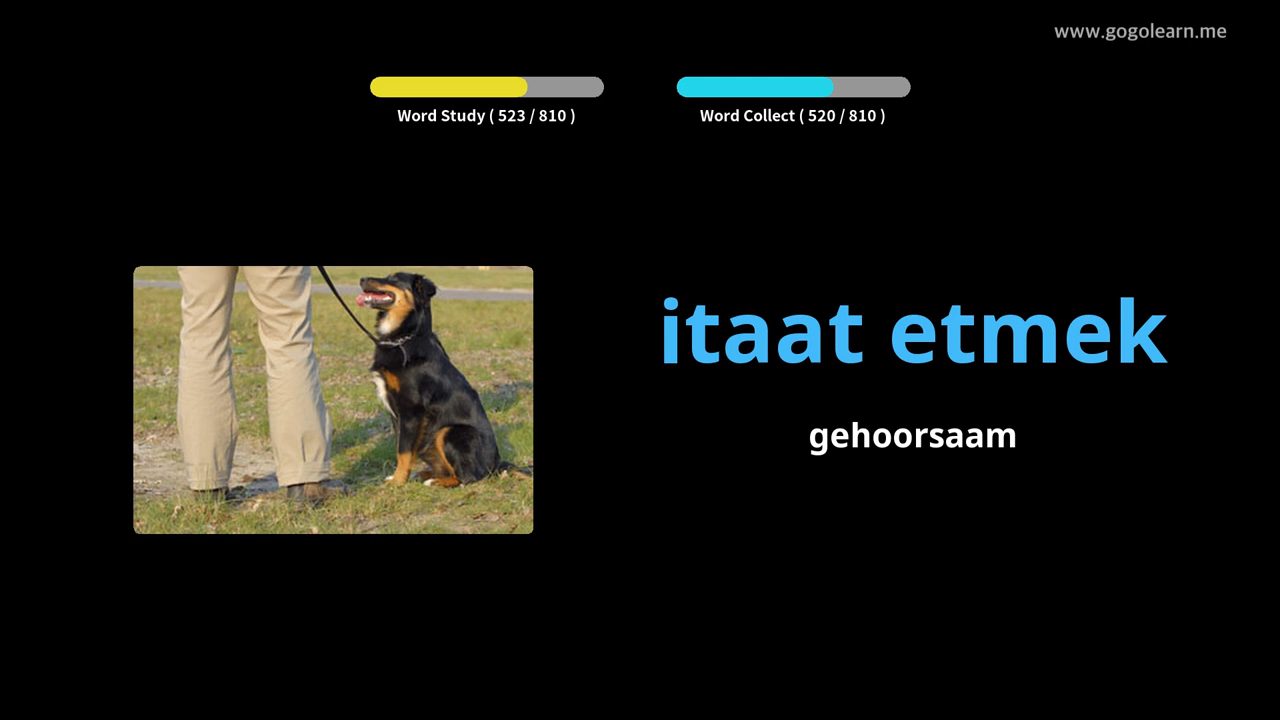 www.gogolearn.me
Word Study ( 523 / 810 )
Word Collect ( 520 / 810 )
itaat etmek
gehoorsaam